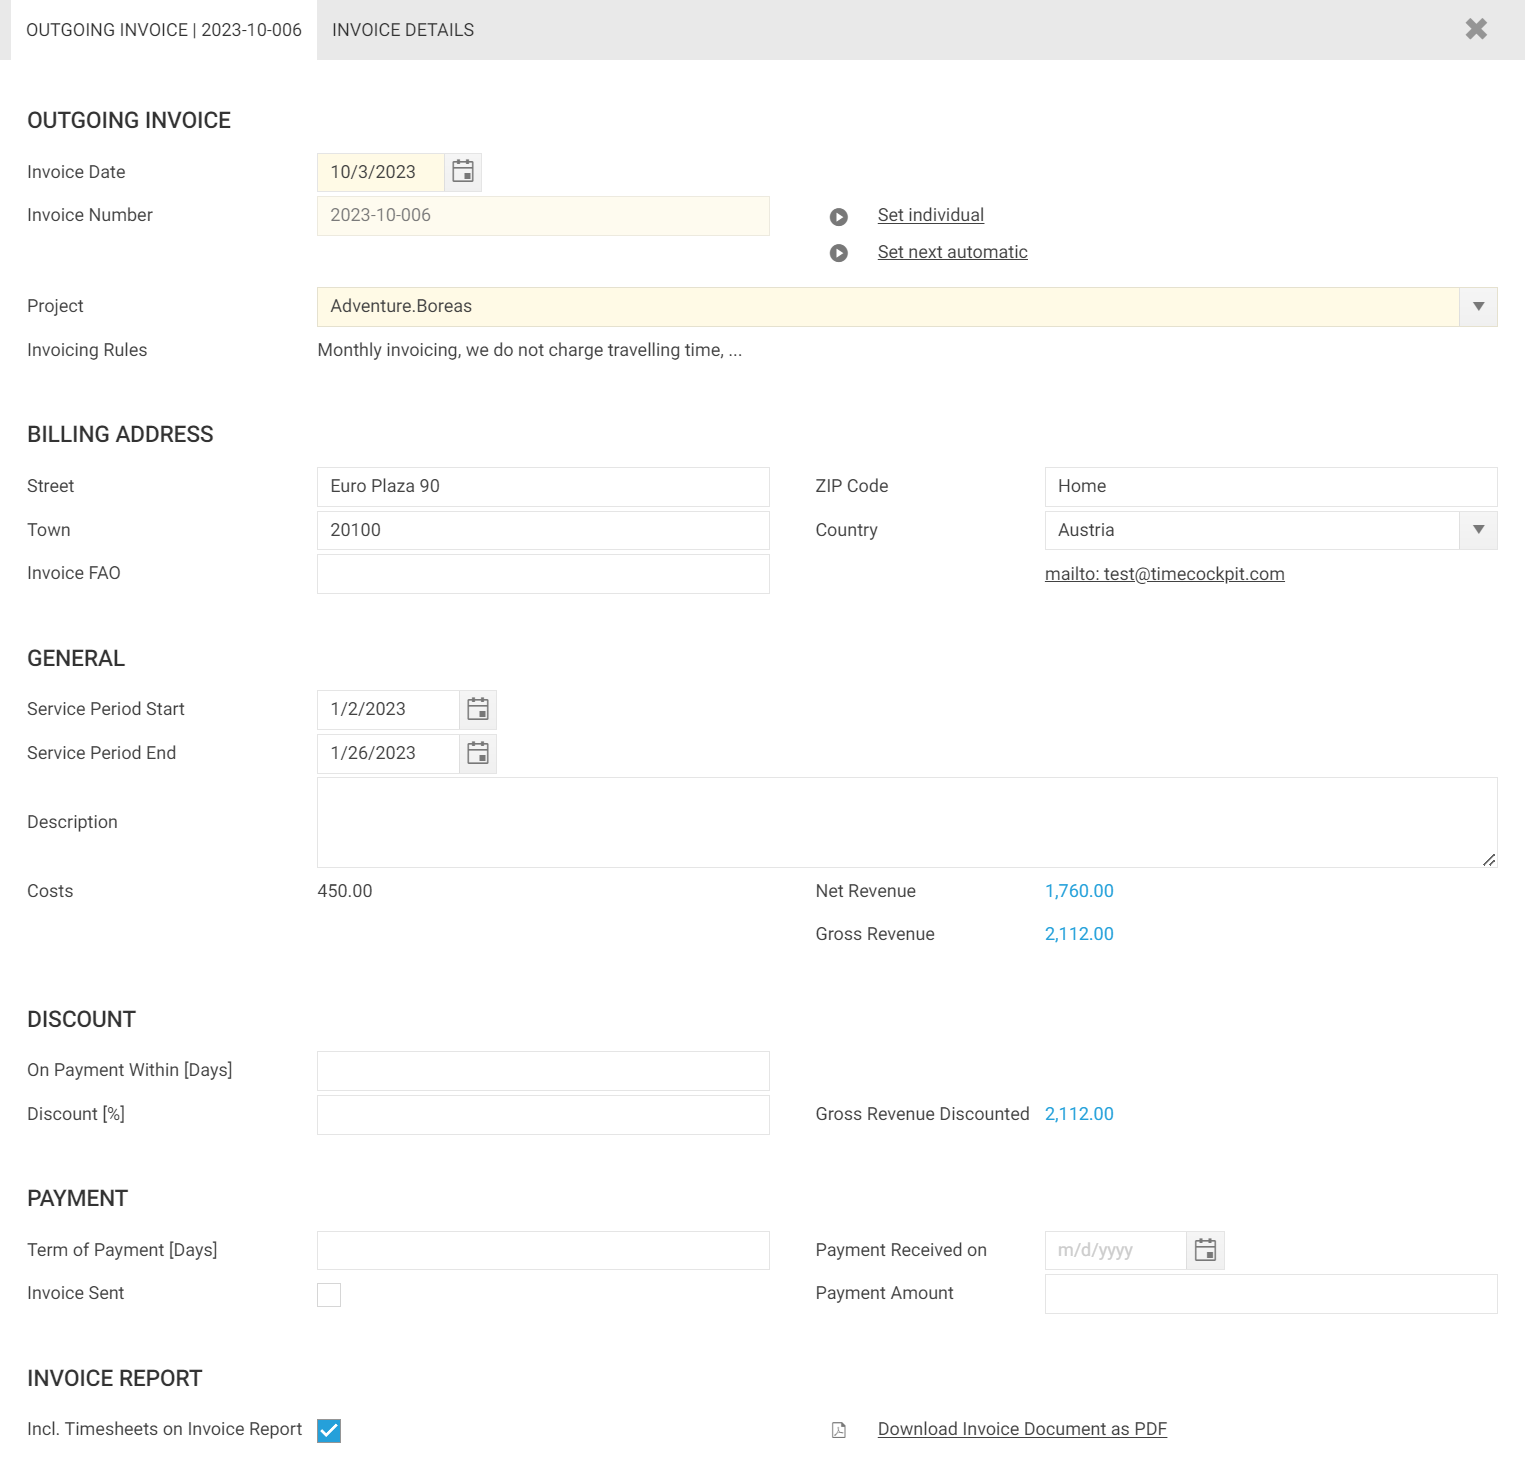 OUTGOING INVOICE | 2023-10-006 INVOICE DETAILS
OUTGOING INVOICE
Invoice Date 10/3/2023
Invoice Number 2023-10-006 Set individual
Set next automatic
Project Adventure.Boreas
Invoicing Rules Monthly invoicing, we do not charge travelling time, ...
BILLING ADDRESS
Street Euro Plaza 90 ZIP Code Home
Town 20100 Country Austria
Invoice FAO mailto: test@timecockpit.com
GENERAL
Service Period Start 1/2/2023
Service Period End 1/26/2023
Description
Costs 450.00 Net Revenue 1,760.00
Gross Revenue 2,112.00
DISCOUNT
On Payment Within [Days]
Discount [%] Gross Revenue Discounted 2,112.00
PAYMENT
Term of Payment [Days] Payment Received on m/d/yyyy
Invoice Sent Payment Amount
INVOICE REPORT
Incl. Timesheets on Invoice Report Download Invoice Document as PDF